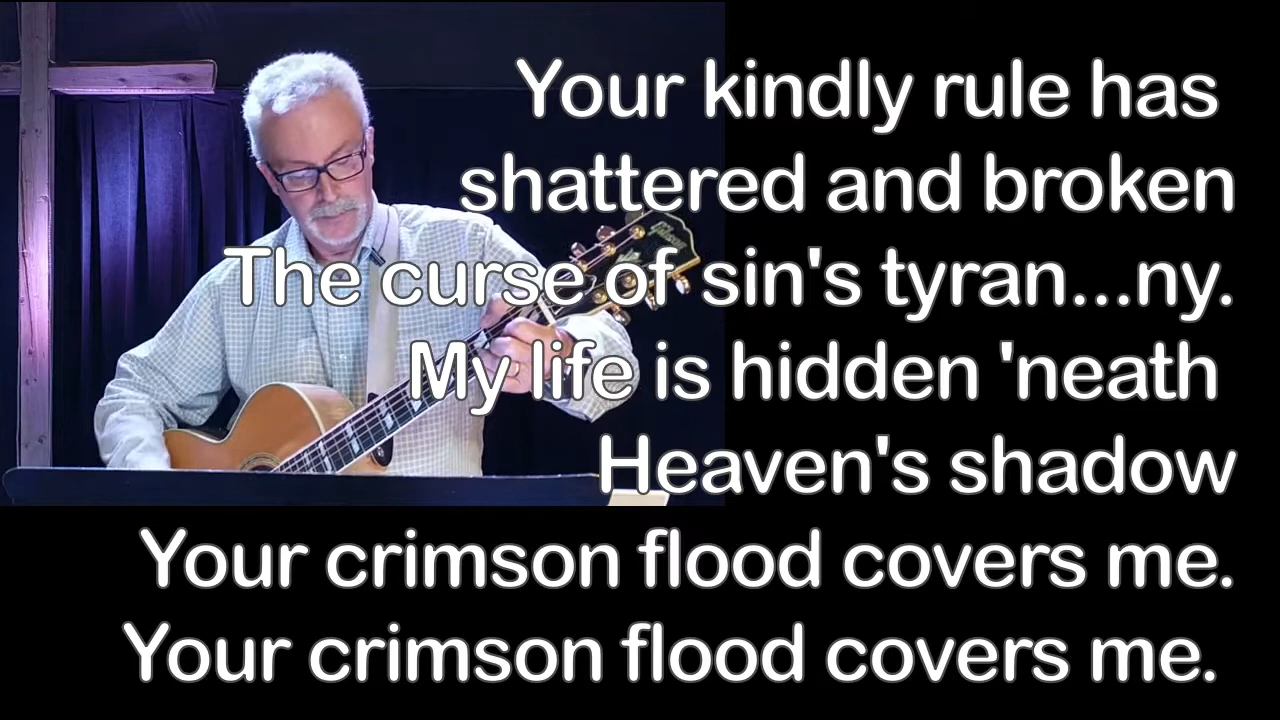 Your kindly rule has
shattered and broken
The curse of sin's tyran...ny.
My life is hidden 'neath
Heaven's shadow
Your crimson flood covers me.
Your crimson flood covers me.
Gibson